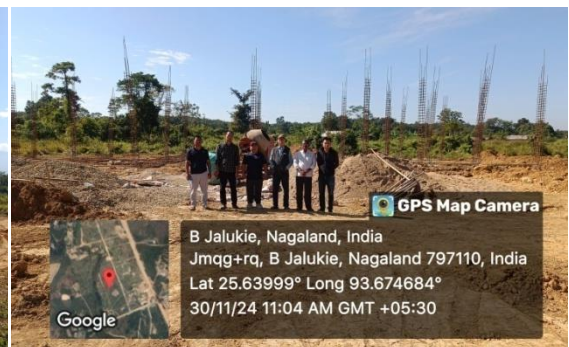 GPS Map Camera
B Jalukie, Nagaland, India
Jmqg+rq, B Jalukie, Nagaland 797110, India
Lat 25.63999° Long 93.674684°
30/11/24 11:04 AM GMT +05:30
Google